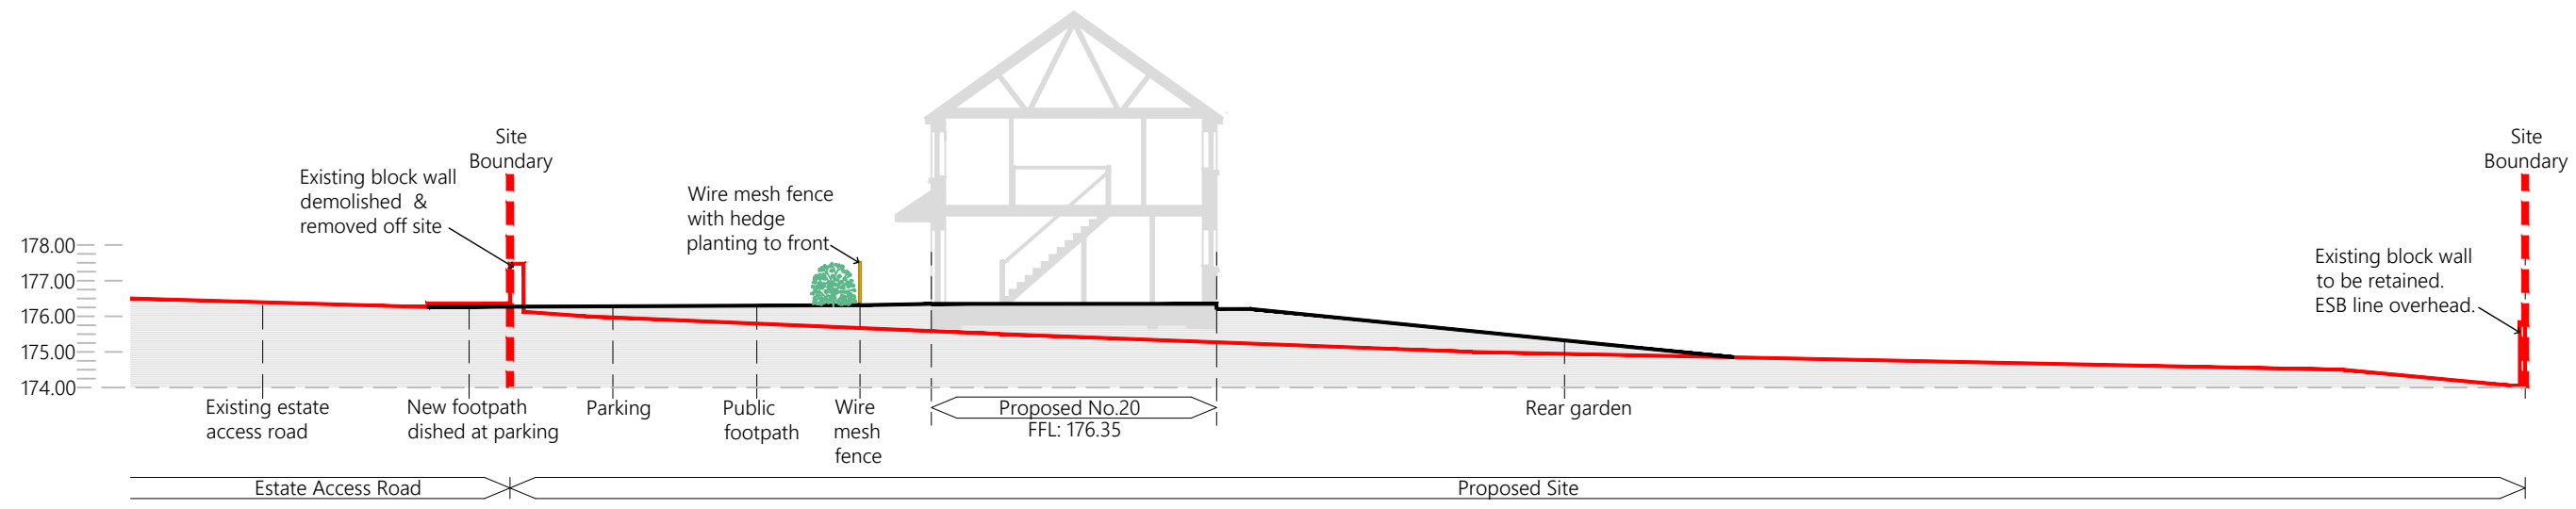 Site
Boundary
Existing block wall
demolished &
removed off site
Wire mesh fence
with hedge
planting to front
Site
Boundary
Existing block wall
to be retained.
ESB line overhead.
178.00
177.00
176.00
175.00
174.00
Existing estate
access road
New footpath
dished at parking
Parking
Public
footpath
Wire
mesh
fence
Proposed No.20
FFL: 176.35
Rear garden
Estate Access Road
Proposed Site